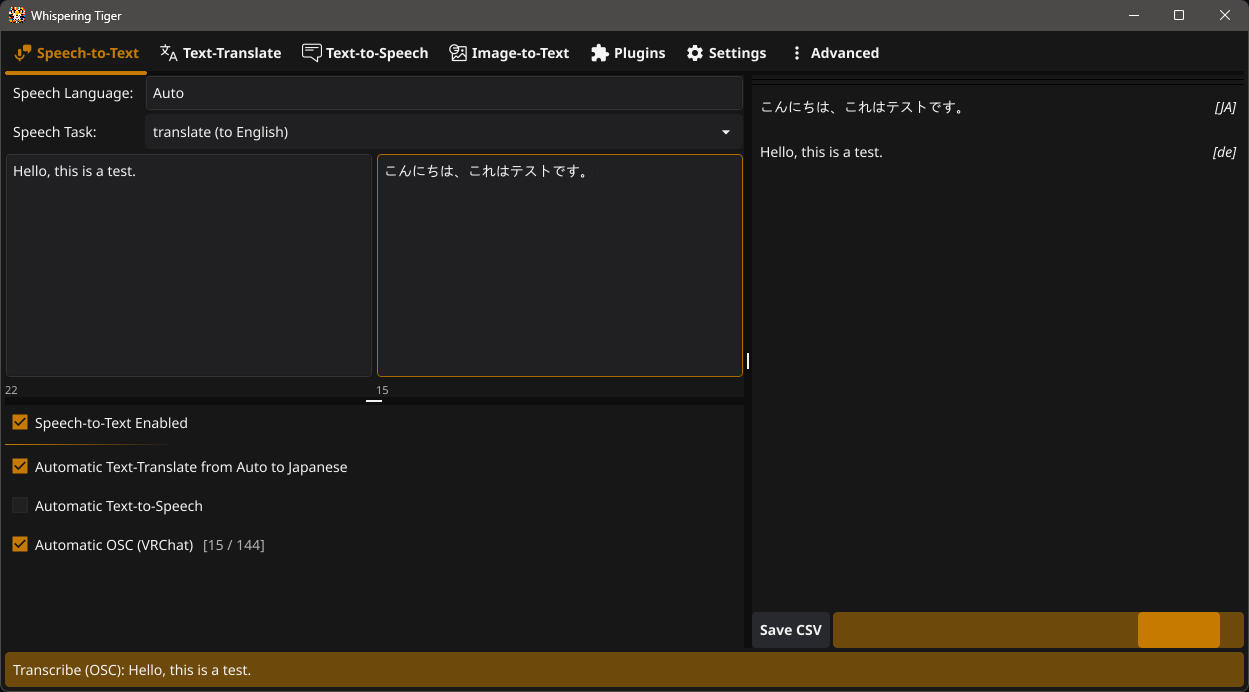 Whispering Tiger
Speech-to-Text Text-Translate Text-to-Speech Image-to-Text Plugins Settings Advanced
Speech Language: Auto
Speech Task: translate (to English)
Hello, this is a test.
22
こんにちは、これはテストです。
15
Speech-to-Text Enabled
Automatic Text-Translate from Auto to Japanese
Automatic Text-to-Speech
Automatic OSC (VRChat) [15 / 144]
こんにちは、これはテストです。 [JA]
Hello, this is a test. [de]
Save CSV
Transcribe (OSC): Hello, this is a test.